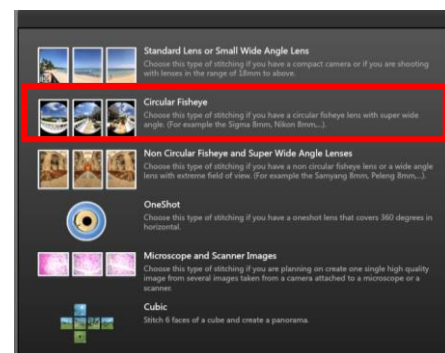 Standard Lens or Small Wide Angle Lens
Choose this type of stitching if you have a compact camera or if you are shooting
with lenses in the range of 18mm to above.
Circular Fisheye
Choose this type of stitching if you have a circular fisheye lens with super wide
angle. (For example the Sigma 8mm, Nikon 8mm,...).
Non Circular Fisheye and Super Wide Angle Lenses
Choose this type of stitching if you have a non circular fisheye lens or a wide angle
lens with extreme field of view. (For example the Samyang 8mm, Peleng 8mm,...).
OneShot
Choose this type of stitching if you have a oneshot lens that covers 360 degrees in
horizontal.
Microscope and Scanner Images
Choose this type of stitching if you are planning on create one single high quality
image from several images taken from a camera attached to a microscope or a
scanner.
Cubic
Stitch 6 faces of a cube and create a panorama.